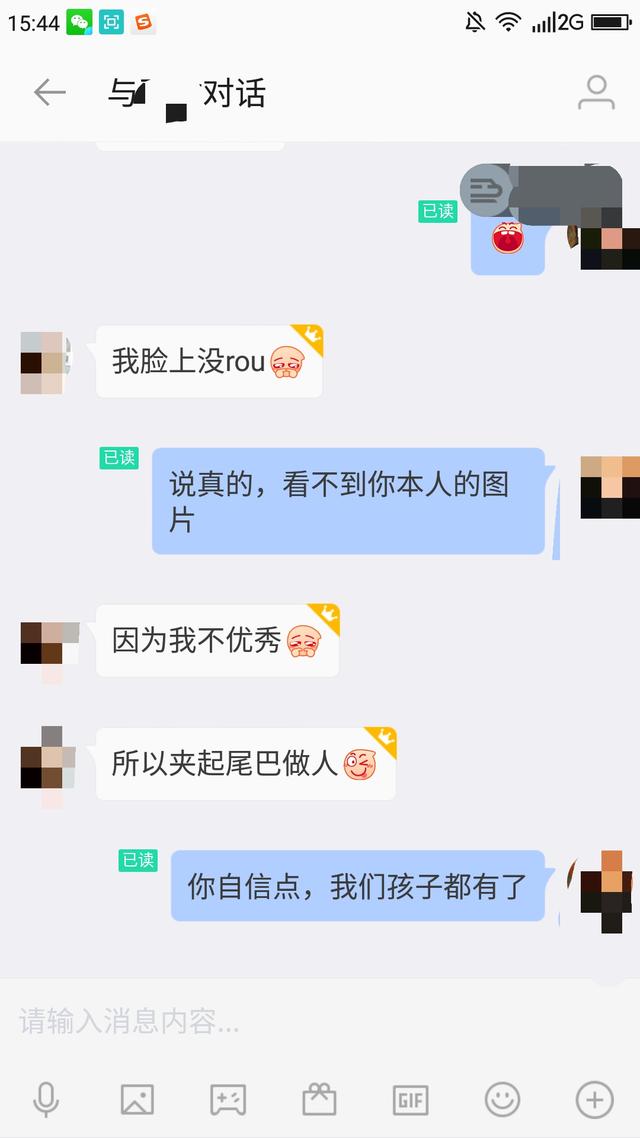 15:44
2G
与
对话
已读
我脸上没rou
已读
说真的，看不到你本人的图
片
因为我不优秀
所以夹起尾巴做人
已读
你自信点，我们孩子都有了
请输入消息内容...
GIF